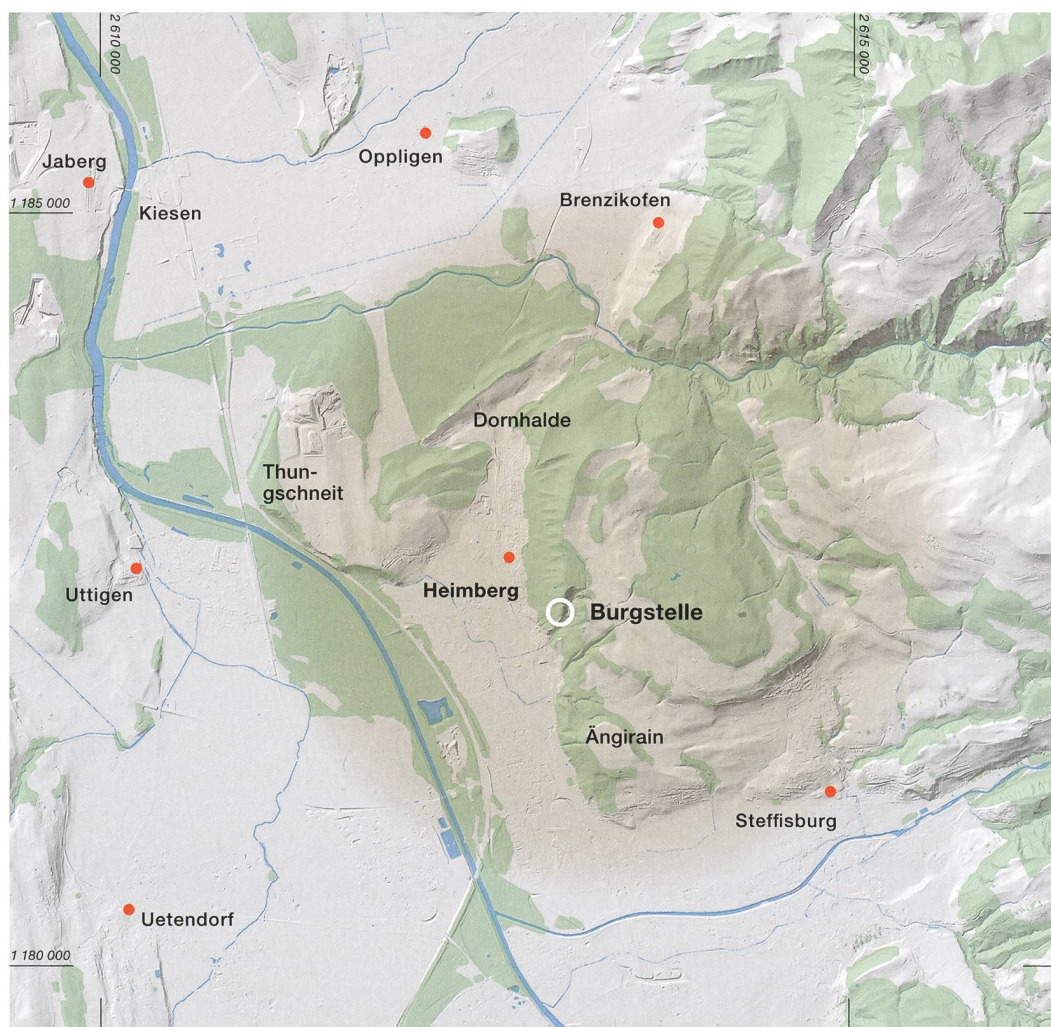 2 610 000
2 615 000
Jaberg
Oppligen
1 185 000
Kiesen
Brenzikofen
Dornhalde
Thun-
gschneit
Uttigen
Heimberg
Burgstelle
Ängirain
Steffisburg
Uetendorf
1 180 000